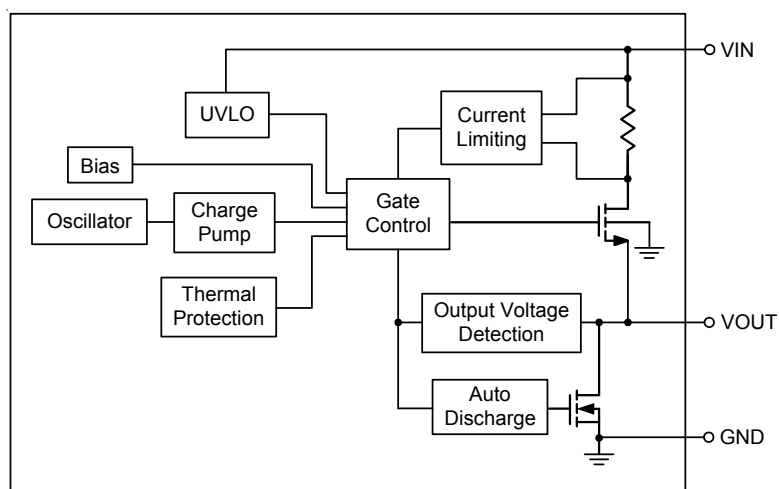 VIN
UVLO
Current
Limiting
Bias
Gate
Control
Oscillator
Charge
Pump
Thermal
Protection
Output Voltage
Detection
VOUT
Auto
Discharge
GND